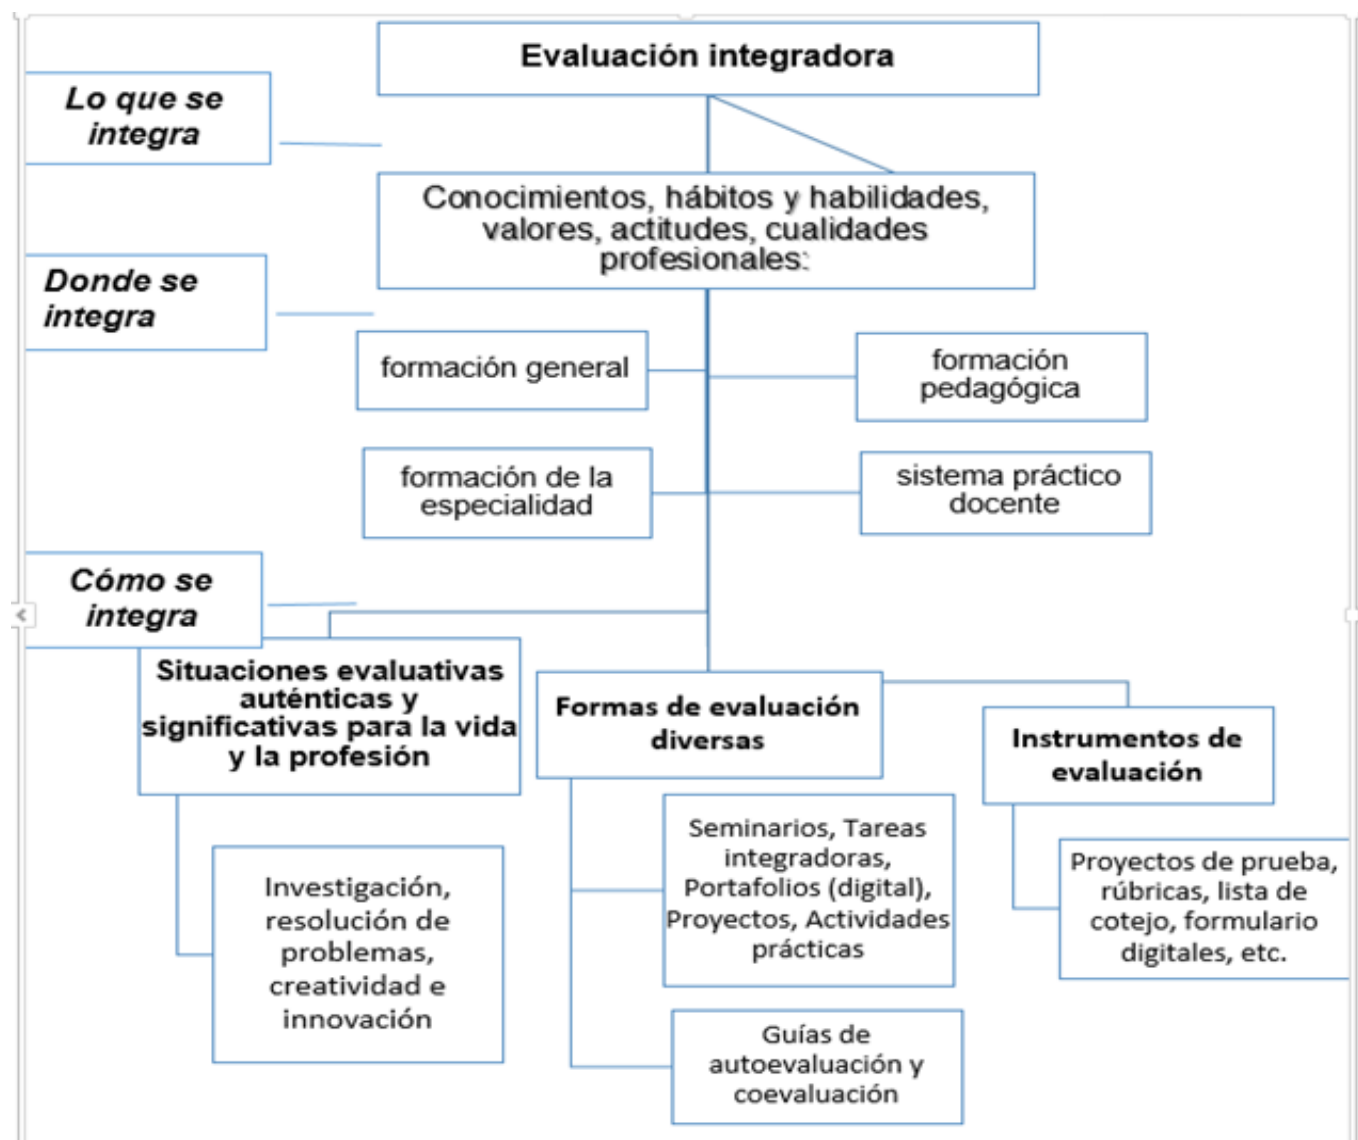 Evaluación integradora
Lo que se
integra
Conocimientos, hábitos y habilidades,
valores, actitudes, cualidades
profesionales:
Donde se
integra
formación general
formación
pedagógica
formación de la
especialidad
sistema práctico
docente
Cómo se
integra
Situaciones evaluativas
auténticas y
significativas para la vida
y la profesión
Formas de evaluación
diversas
Instrumentos de
evaluación
Investigación,
resolución de
problemas,
creatividad e
innovación
Seminarios, Tareas
integradoras,
Portafolios (digital),
Proyectos, Actividades
prácticas
Proyectos de prueba,
rúbricas, lista de
cotejo, formulario
digitales, etc.
Guías de
autoevaluación y
coevaluación